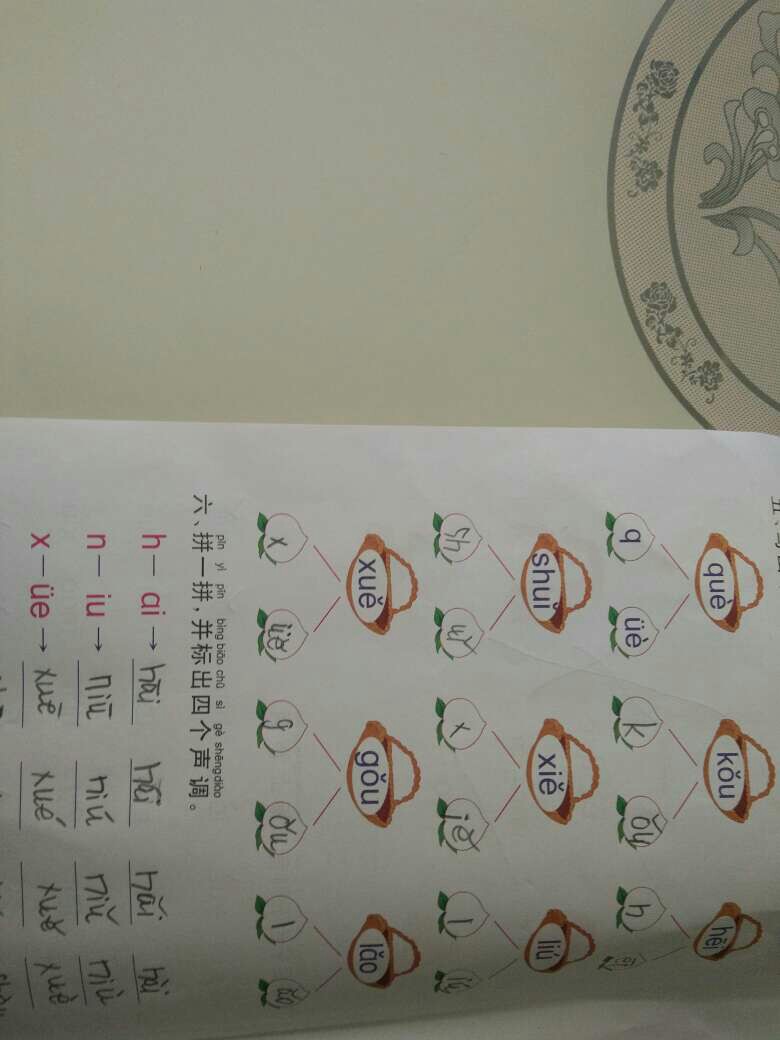 què kǒu hēi
q üè k ǒu h
shuǐ xiě liú
sh uǐ x iě l iú
xuě gǒu lǎo
x üě g ǒu l ǎo
pīn yì pīn bìng biāo chū sì gè shēng diào
六、拼一拼,并标出四个声调。
h — ai → hāi hái hǎi hài
n — iu → niū niú niǔ niù
x — üe → xuē xué xuě xuè